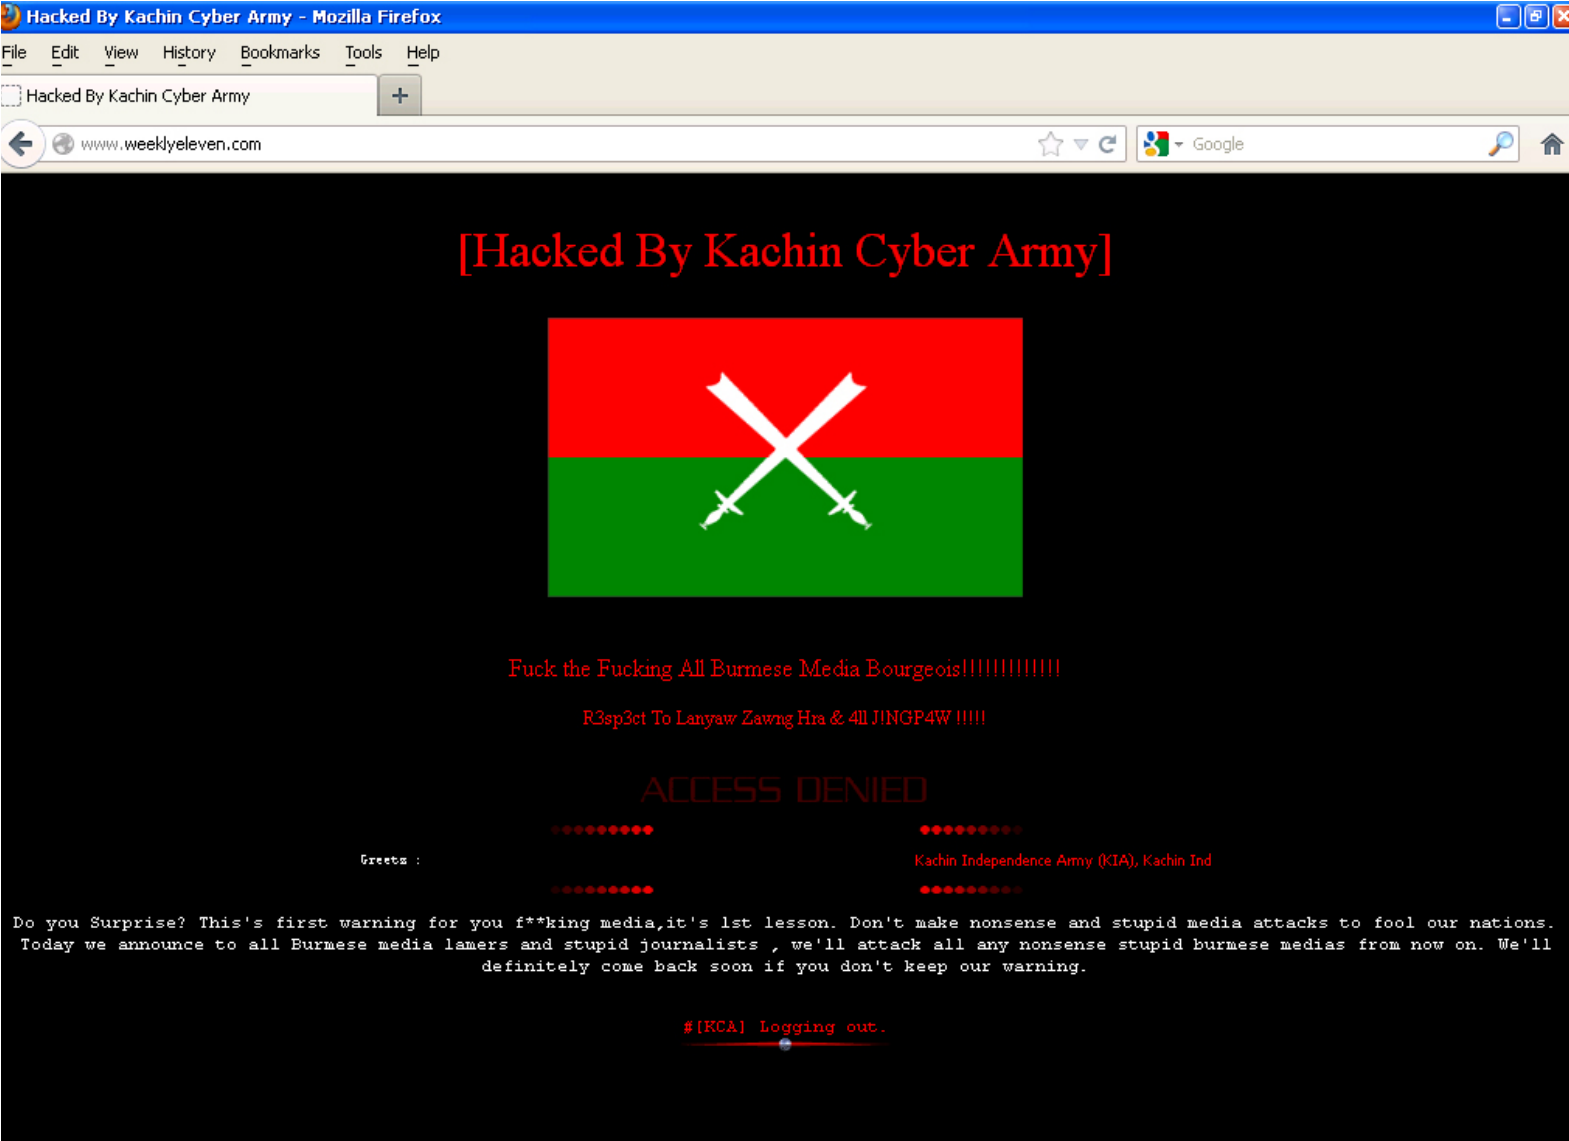 Hacked By Kachin Cyber Army - Mozilla Firefox
File Edit View History Bookmarks Tools Help
Hacked By Kachin Cyber Army
www.weeklyeleven.com
Google
[Hacked By Kachin Cyber Army]
Fuck the Fucking All Burmese Media Bourgeois!!!!!!!!!!!!!
R3sp3ct To Lanyaw Zawng Hra & 4ll J!NGP4W !!!!!
ACCESS DENIED
Greets : Kachin Independence Army (KIA), Kachin Ind
Do you Surprise? This's first warning for you f**king media,it's 1st lesson. Don't make nonsense and stupid media attacks to fool our nations.
Today we announce to all Burmese media lamers and stupid journalists , we'll attack all any nonsense stupid burmese medias from now on. We'll
definitely come back soon if you don't keep our warning.
#[KCA] Logging out.